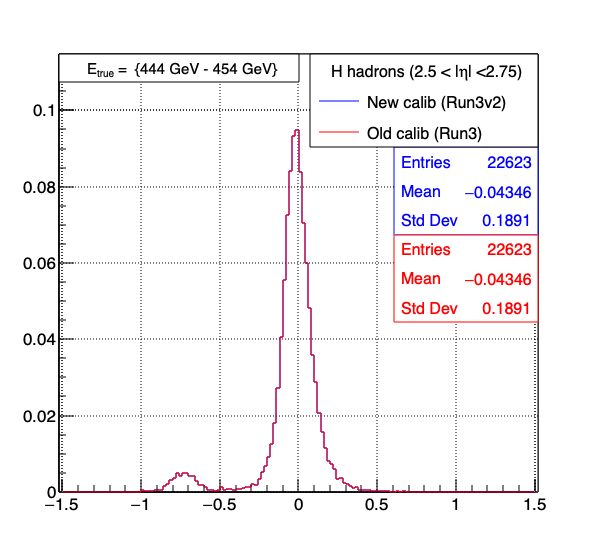 E_true = {444 GeV - 454 GeV}
H hadrons (2.5 < |η| <2.75)
New calib (Run3v2)
Old calib (Run3)
Entries 22623
Mean −0.04346
Std Dev 0.1891
Entries 22623
Mean −0.04346
Std Dev 0.1891
0.1
0.08
0.06
0.04
0.02
0
−1.5 −1 −0.5 0 0.5 1 1.5